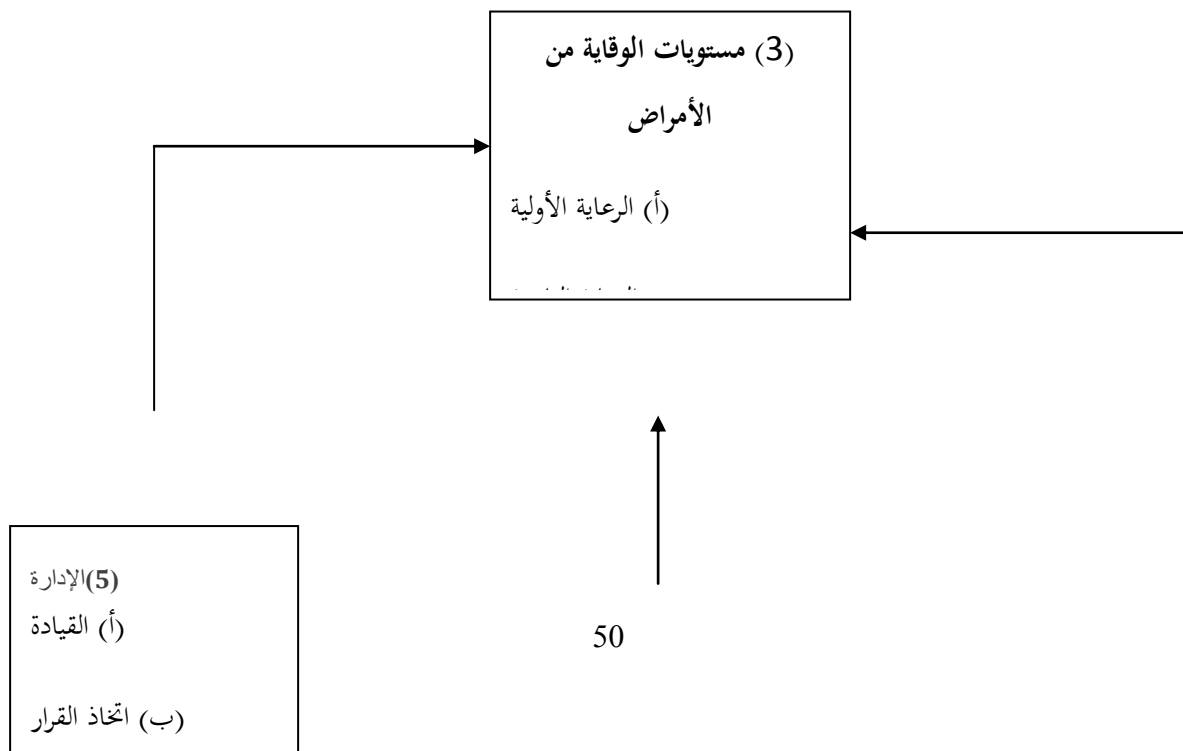 (3) مستويات الوقاية من
الأمراض
(أ) الرعاية الأولية
(5)الإدارة
(أ) القيادة
(ب) اتخاذ القرار
50